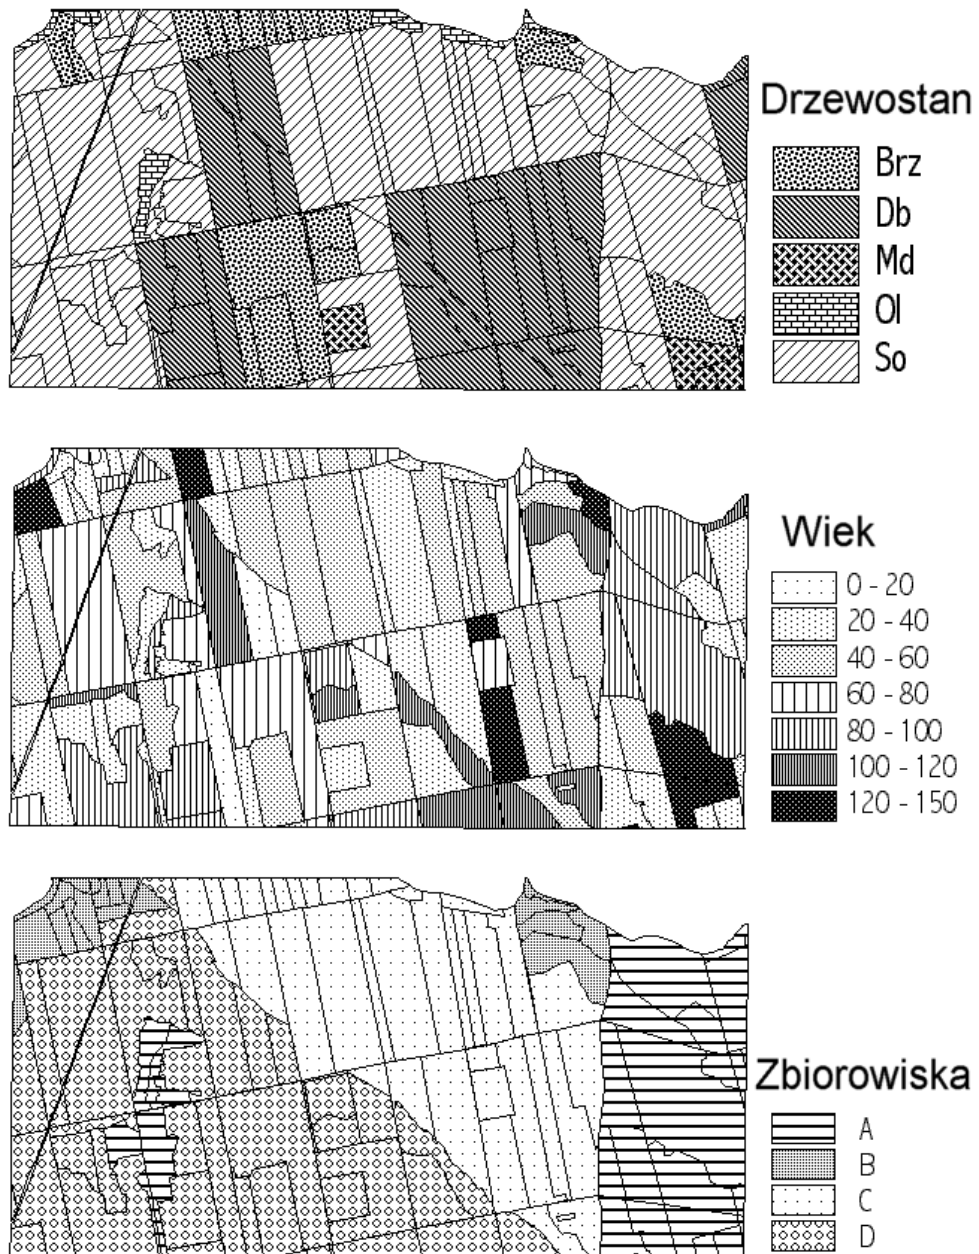 Drzewostan
Brz
Db
Md
Ol
So
Wiek
0 - 20
20 - 40
40 - 60
60 - 80
80 - 100
100 - 120
120 - 150
Zbiorowiska
A
B
C
D